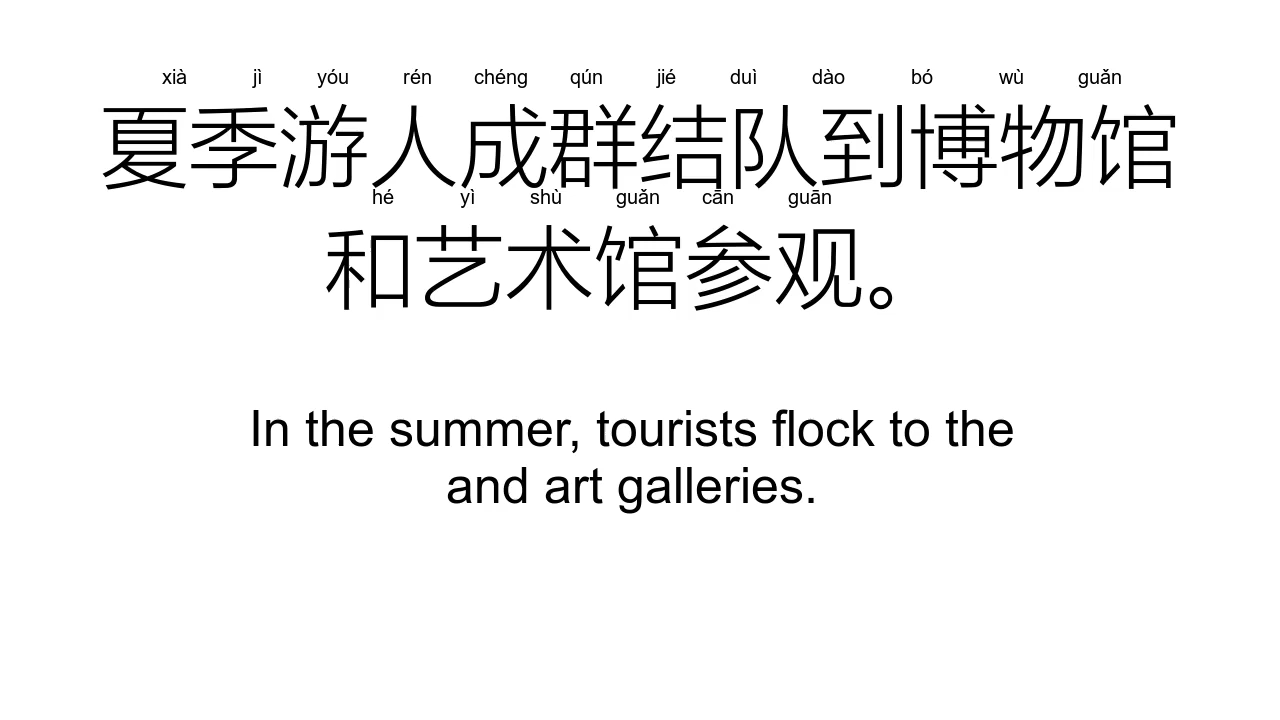 xià jì yóu rén chéng qún jié duì dào bó wù guǎn
夏季游人成群结队到博物馆
hé yì shù guǎn cān guān
和艺术馆参观。
In the summer, tourists flock to the
and art galleries.